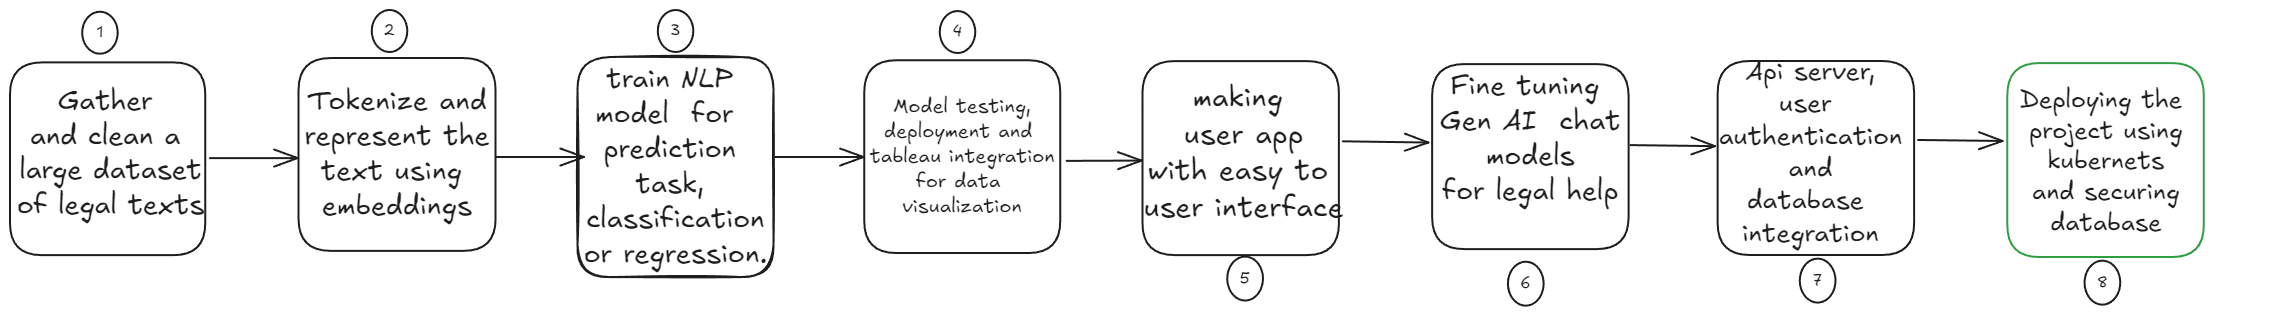 1
Gather
and clean a
large dataset
of legal texts
2
Tokenize and
represent the
text using
embeddings
3
train NLP
model for
prediction
task,
classification
or regression.
4
Model testing,
deployment and
tableau integration
for data
visualization
making
user app
with easy to
user interface
5
Fine tuning
Gen AI chat
models
for legal help
6
Api server,
user
authentication
and
database
integration
7
Deploying the
project using
kubernets
and securing
database
8